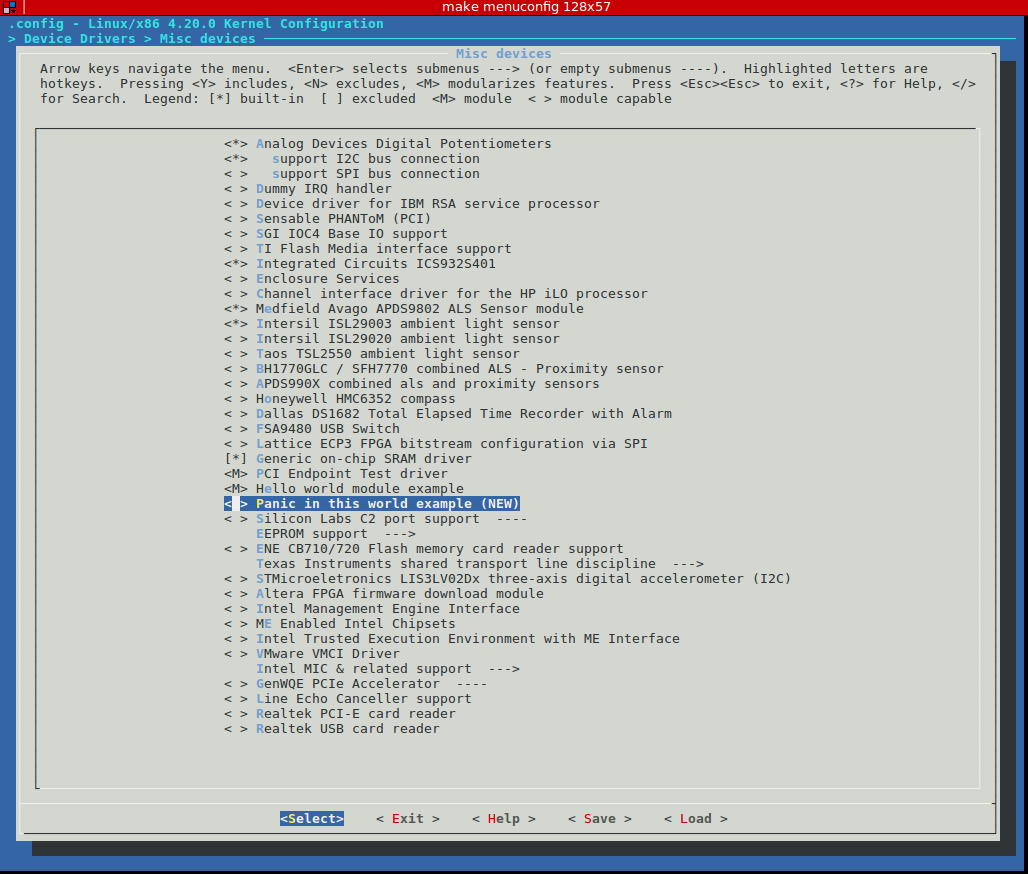 make menuconfig 128x57
.config - Linux/x86 4.20.0 Kernel Configuration
> Device Drivers > Misc devices
Misc devices
Arrow keys navigate the menu.  <Enter> selects submenus ---> (or empty submenus ----).  Highlighted letters are
hotkeys.  Pressing <Y> includes, <N> excludes, <M> modularizes features.  Press <Esc><Esc> to exit, <?> for Help, </>
for Search.  Legend: [*] built-in  [ ] excluded  <M> module  < > module capable
<*> Analog Devices Digital Potentiometers
<*>   support I2C bus connection
< >   support SPI bus connection
< > Dummy IRQ handler
< > Device driver for IBM RSA service processor
< > Sensable PHANToM (PCI)
< > SGI IOC4 Base IO support
< > TI Flash Media interface support
<*> Integrated Circuits ICS932S401
< > Enclosure Services
< > Channel interface driver for the HP iLO processor
<*> Medfield Avago APDS9802 ALS Sensor module
<*> Intersil ISL29003 ambient light sensor
< > Intersil ISL29020 ambient light sensor
< > Taos TSL2550 ambient light sensor
< > BH1770GLC / SFH7770 combined ALS - Proximity sensor
< > APDS990X combined als and proximity sensors
< > Honeywell HMC6352 compass
< > Dallas DS1682 Total Elapsed Time Recorder with Alarm
< > FSA9480 USB Switch
< > Lattice ECP3 FPGA bitstream configuration via SPI
[*] Generic on-chip SRAM driver
<M> PCI Endpoint Test driver
<M> Hello world module example
< > Panic in this world example (NEW)
< > Silicon Labs C2 port support  ----
EEPROM support  --->
< > ENE CB710/720 Flash memory card reader support
Texas Instruments shared transport line discipline  --->
< > STMicroeletronics LIS3LV02Dx three-axis digital accelerometer (I2C)
< > Altera FPGA firmware download module
< > Intel Management Engine Interface
< > ME Enabled Intel Chipsets
< > Intel Trusted Execution Environment with ME Interface
< > VMware VMCI Driver
Intel MIC & related support  --->
< > GenWQE PCIe Accelerator  ----
< > Line Echo Canceller support
< > Realtek PCI-E card reader
< > Realtek USB card reader
<Select>    < Exit >    < Help >    < Save >    < Load >